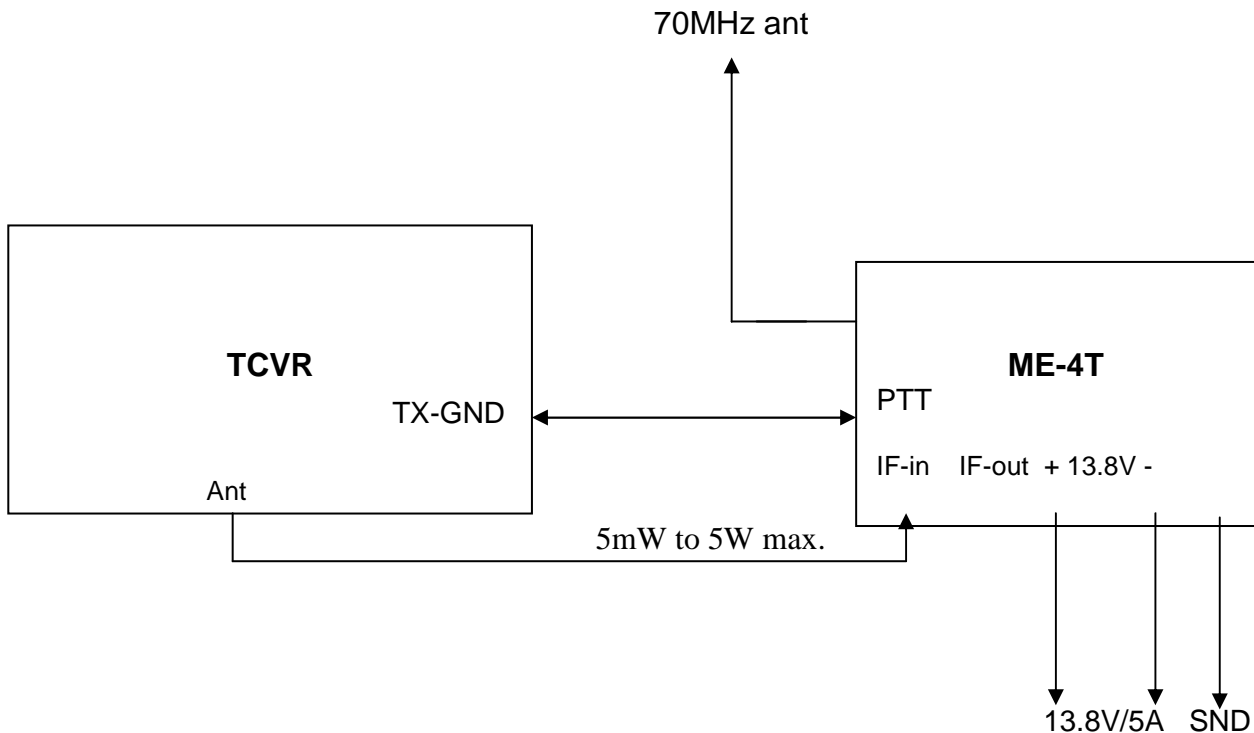 70MHz ant
TCVR
ME-4T
TX-GND
PTT
IF-in IF-out + 13.8V -
Ant
5mW to 5W max.
13.8V/5A SND